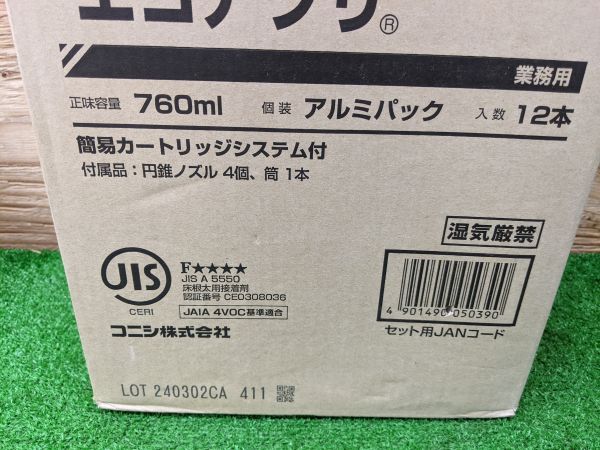 エコアプリ®
業務用
正味容量 760ml 個装 アルミパック 入数 12本
簡易カートリッジシステム付
付属品：円錐ノズル 4個、筒 1本
湿気厳禁
JIS
CERI
F★★★★
JIS A 5550
床根太用接着剤
認証番号 CE0308036
JAIA 4VOC基準適合
コニシ株式会社
4 901490 050390
セット用JANコード
LOT 240302CA 411